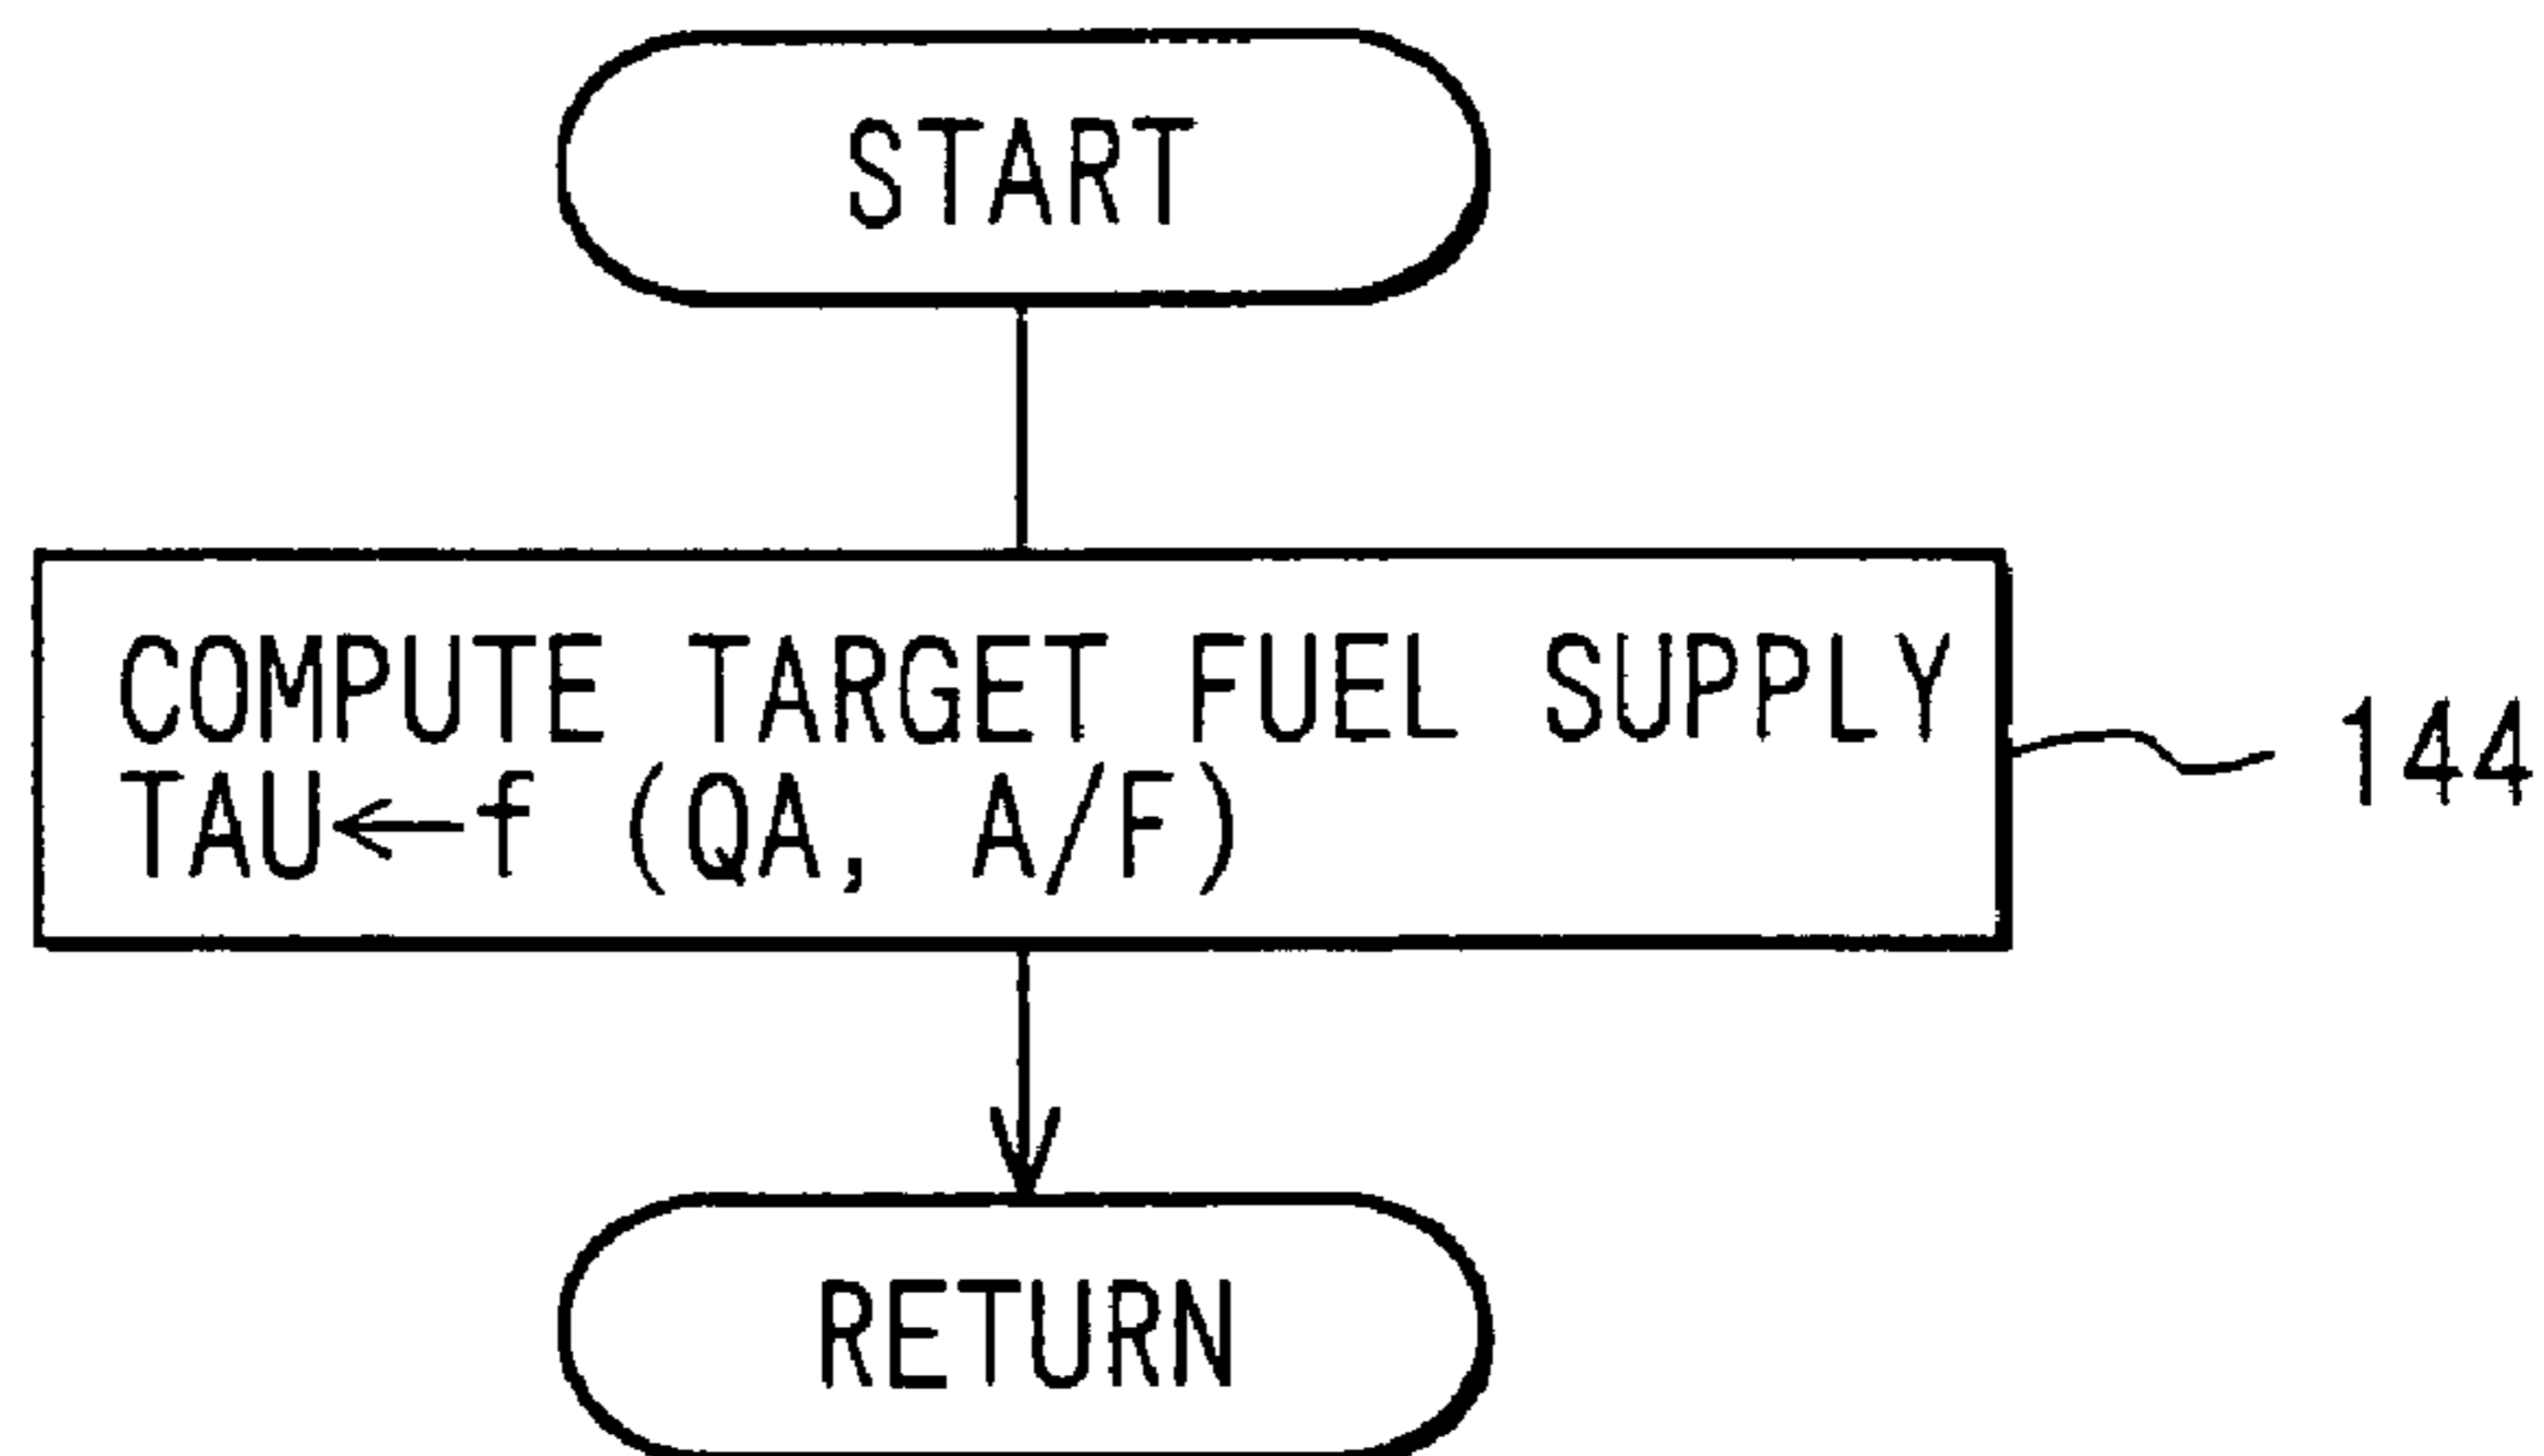 START
COMPUTE TARGET FUEL SUPPLY
TAU←f (QA, A/F)
144
RETURN